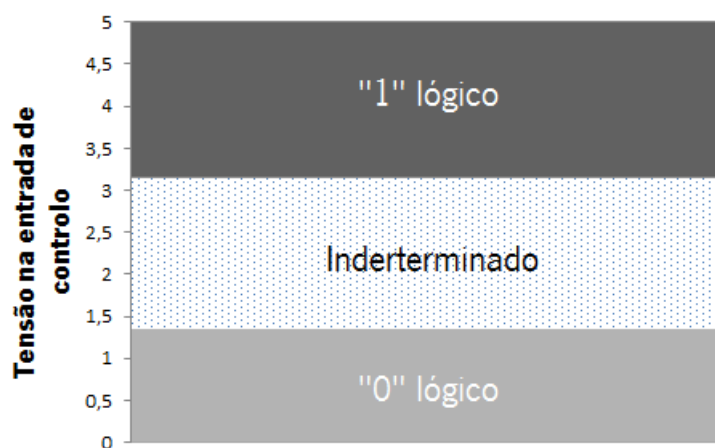 5
4,5
4
3,5
3
2,5
2
1,5
1
0,5
0
Tensão na entrada de
controlo
"1" lógico
Inderterminado
"0" lógico